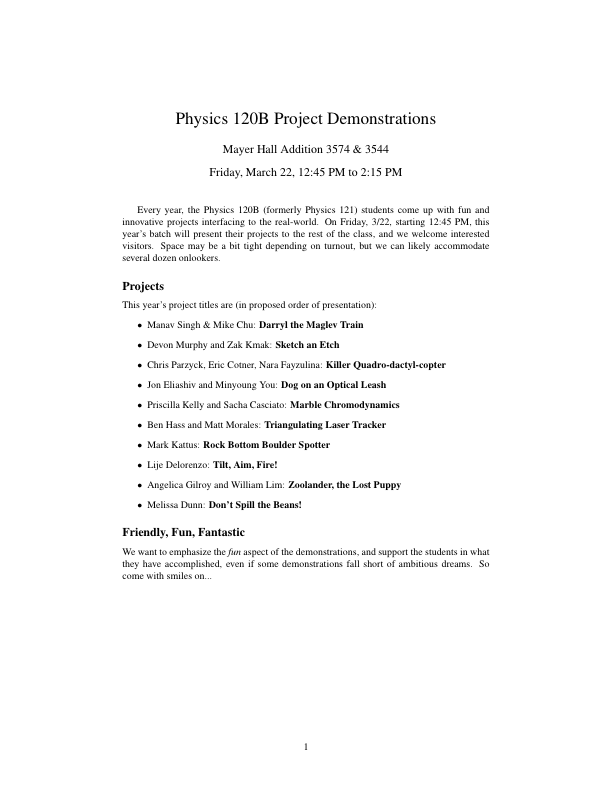 Physics 120B Project Demonstrations
Mayer Hall Addition 3574 & 3544
Friday, March 22, 12:45 PM to 2:15 PM
Every year, the Physics 120B (formerly Physics 121) students come up with fun and
innovative projects interfacing to the real-world. On Friday, 3/22, starting 12:45 PM, this
year's batch will present their projects to the rest of the class, and we welcome interested
visitors. Space may be a bit tight depending on turnout, but we can likely accommodate
several dozen onlookers.
Projects
This year's project titles are (in proposed order of presentation):
• Manav Singh & Mike Chu: Darryl the Maglev Train
• Devon Murphy and Zak Kmak: Sketch an Etch
• Chris Parzyck, Eric Cotner, Nara Fayzulina: Killer Quadro-dactyl-copter
• Jon Eliashiv and Minyoung You: Dog on an Optical Leash
• Priscilla Kelly and Sacha Casciato: Marble Chromodynamics
• Ben Hass and Matt Morales: Triangulating Laser Tracker
• Mark Kattus: Rock Bottom Boulder Spotter
• Lije Delorenzo: Tilt, Aim, Fire!
• Angelica Gilroy and William Lim: Zoolander, the Lost Puppy
• Melissa Dunn: Don't Spill the Beans!
Friendly, Fun, Fantastic
We want to emphasize the fun aspect of the demonstrations, and support the students in what
they have accomplished, even if some demonstrations fall short of ambitious dreams. So
come with smiles on...
1